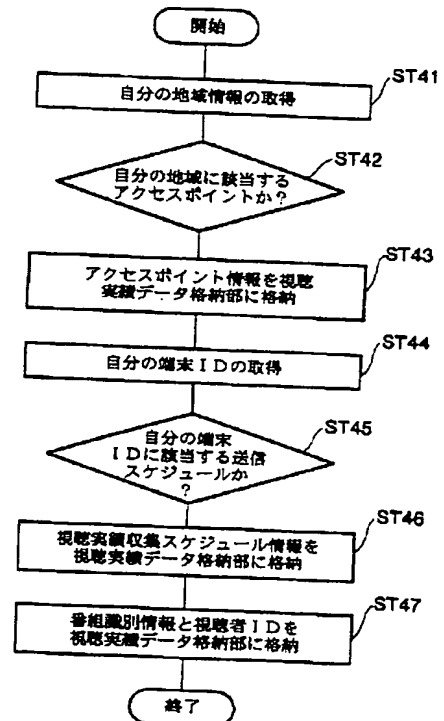 開始
ST41
自分の地域情報の取得
ST42
自分の地域に該当する
アクセスポイントか？
ST43
アクセスポイント情報を視聴
実績データ格納部に格納
ST44
自分の端末ＩＤの取得
ST45
自分の端末
ＩＤに該当する送信
スケジュールか
？
ST46
視聴実績収集スケジュール情報を
視聴実績データ格納部に格納
ST47
番組識別情報と視聴者ＩＤを
視聴実績データ格納部に格納
終了